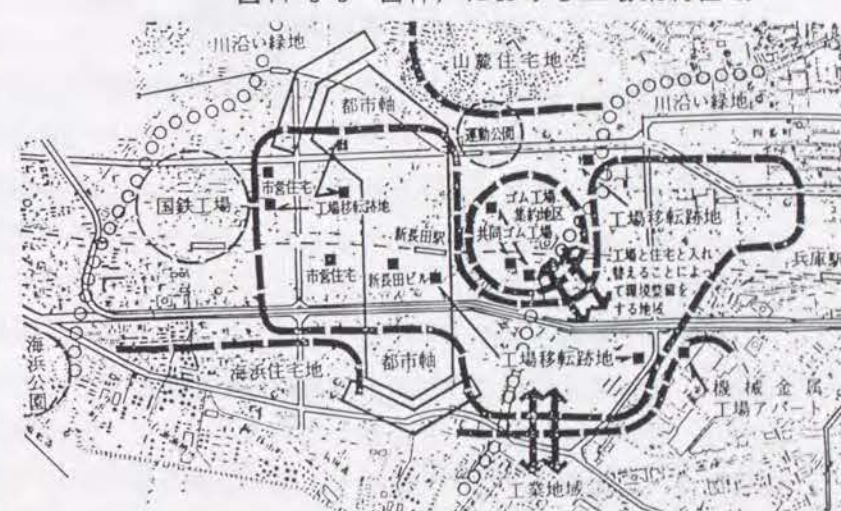 川沿い緑地
山麓住宅地
都市軸
川沿い緑地
運動公園
市営住宅
工場移転跡地
国鉄工場
ゴム工場
集約地区
共同ゴム工場
工場移転跡地
新長田駅
工場と住宅と入れ
替えることによっ
て環境整備を
する地域
兵庫駅
市営住宅
新長田ビル
海浜公園
海浜住宅地
都市軸
工場移転跡地
機械金属
工場アパート
工業地域